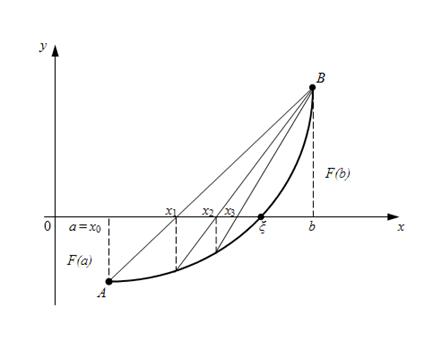 y
B
F(b)
x₁ x₂ x₃
0 a = x₀ ξ b x
F(a)
A